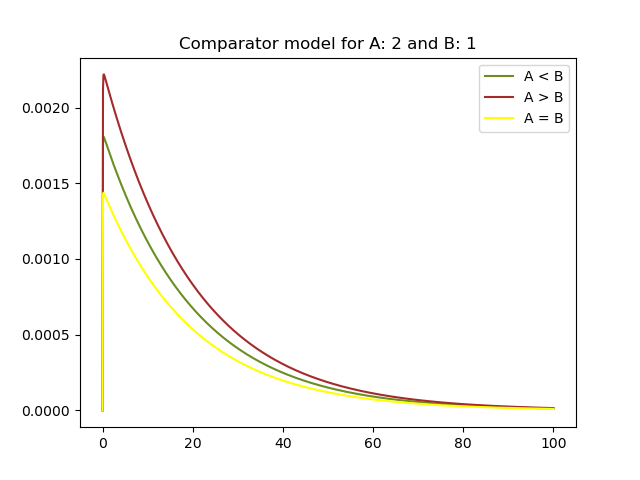 Comparator model for A: 2 and B: 1
A < B
A > B
A = B
0.0020
0.0015
0.0010
0.0005
0.0000
0 20 40 60 80 100